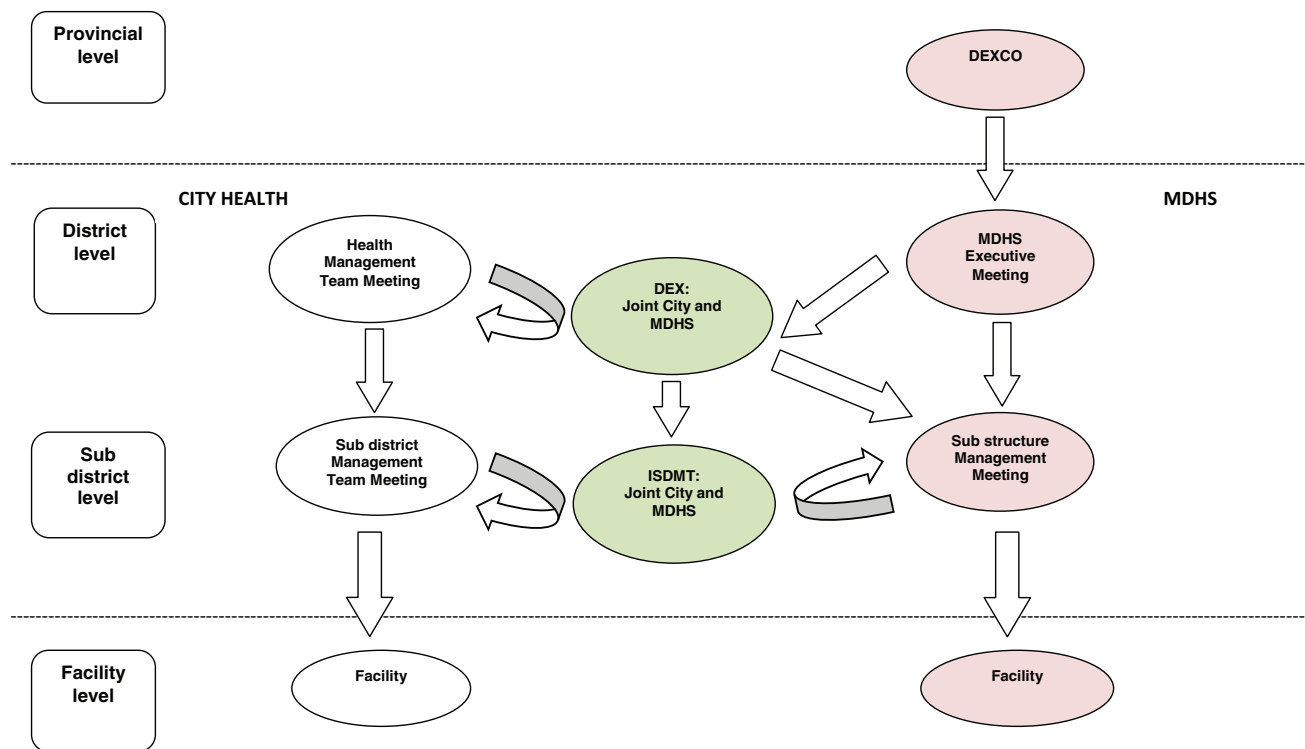 Provincial
level
DEXCO
CITY HEALTH
MDHS
District
level
Health
Management
Team Meeting
DEX:
Joint City and
MDHS
MDHS
Executive
Meeting
Sub
district
level
Sub district
Management
Team Meeting
ISDMT:
Joint City and
MDHS
Sub structure
Management
Meeting
Facility
level
Facility
Facility